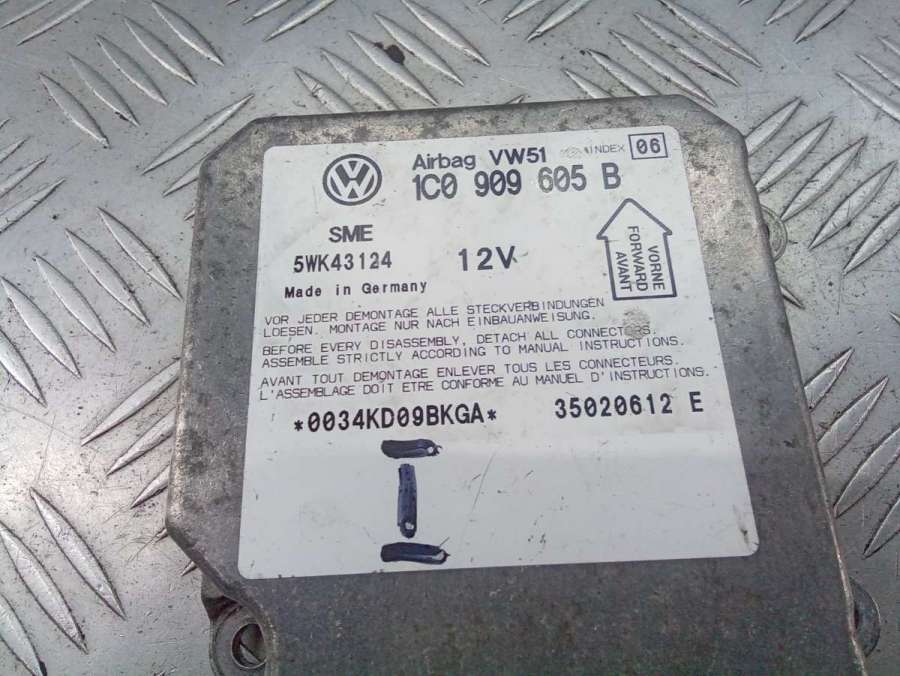 Airbag VW51 INDEX 06
1C0 909 605 B
SME
5WK43124 12V
Made in Germany
VORNE
FORWARD
AVANT
VOR JEDER DEMONTAGE ALLE STECKVERBINDUNGEN
LOESEN. MONTAGE NUR NACH EINBAUANWEISUNG.
BEFORE EVERY DISASSEMBLY, DETACH ALL CONNECTORS.
ASSEMBLE STRICTLY ACCORDING TO MANUAL INSTRUCTIONS.
AVANT TOUT DEMONTAGE ENLEVER TOUS LES CONNECTEURS.
L'ASSEMBLAGE DOIT ETRE CONFORME AU MANUEL D'INSTRUCTIONS.
*0034KD09BKGA* 35020612 E
I